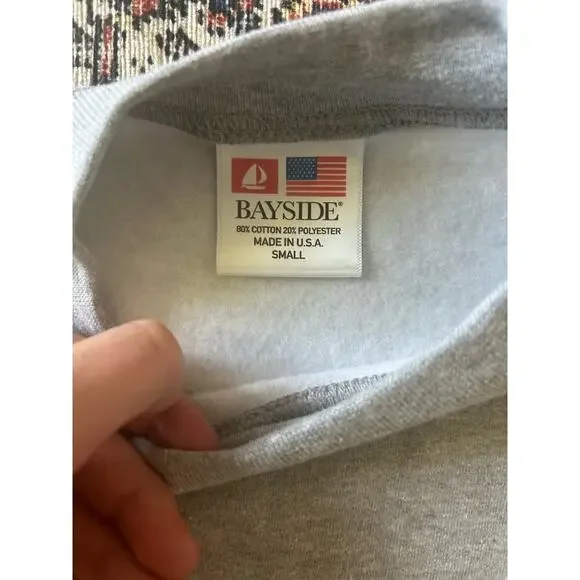 BAYSIDE®
80% COTTON 20% POLYESTER
MADE IN U.S.A.
SMALL